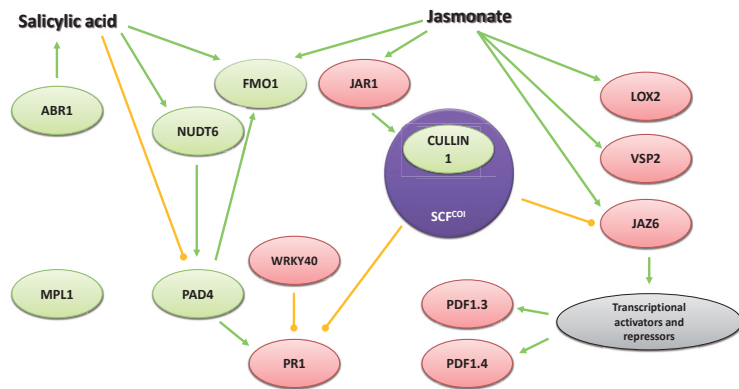 Salicylic acid
Jasmonate
FMO1
JAR1
ABR1
LOX2
NUDT6
CULLIN
1
VSP2
SCF^COI
JAZ6
WRKY40
MPL1
PAD4
PDF1.3
Transcriptional
activators and
repressors
PR1
PDF1.4